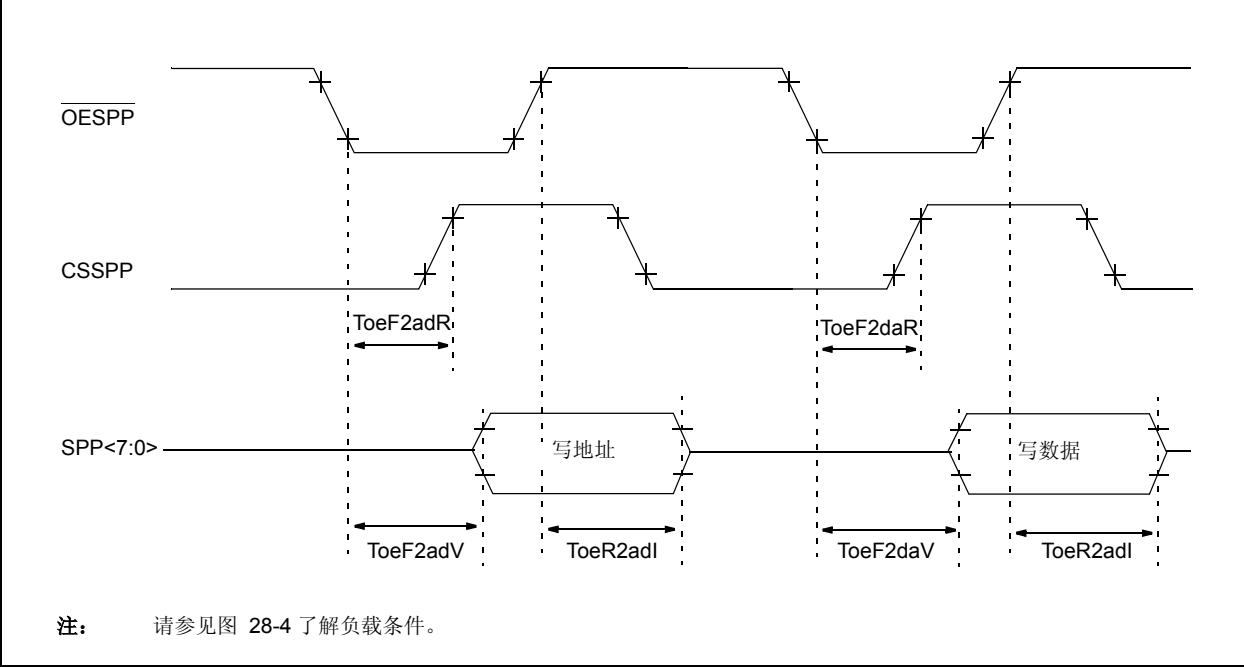 OESPP
CSSPP
ToeF2adR
ToeF2daR
SPP<7:0>
写地址
写数据
ToeF2adV
ToeR2adI
ToeF2daV
ToeR2adI
注： 请参见图 28-4 了解负载条件。